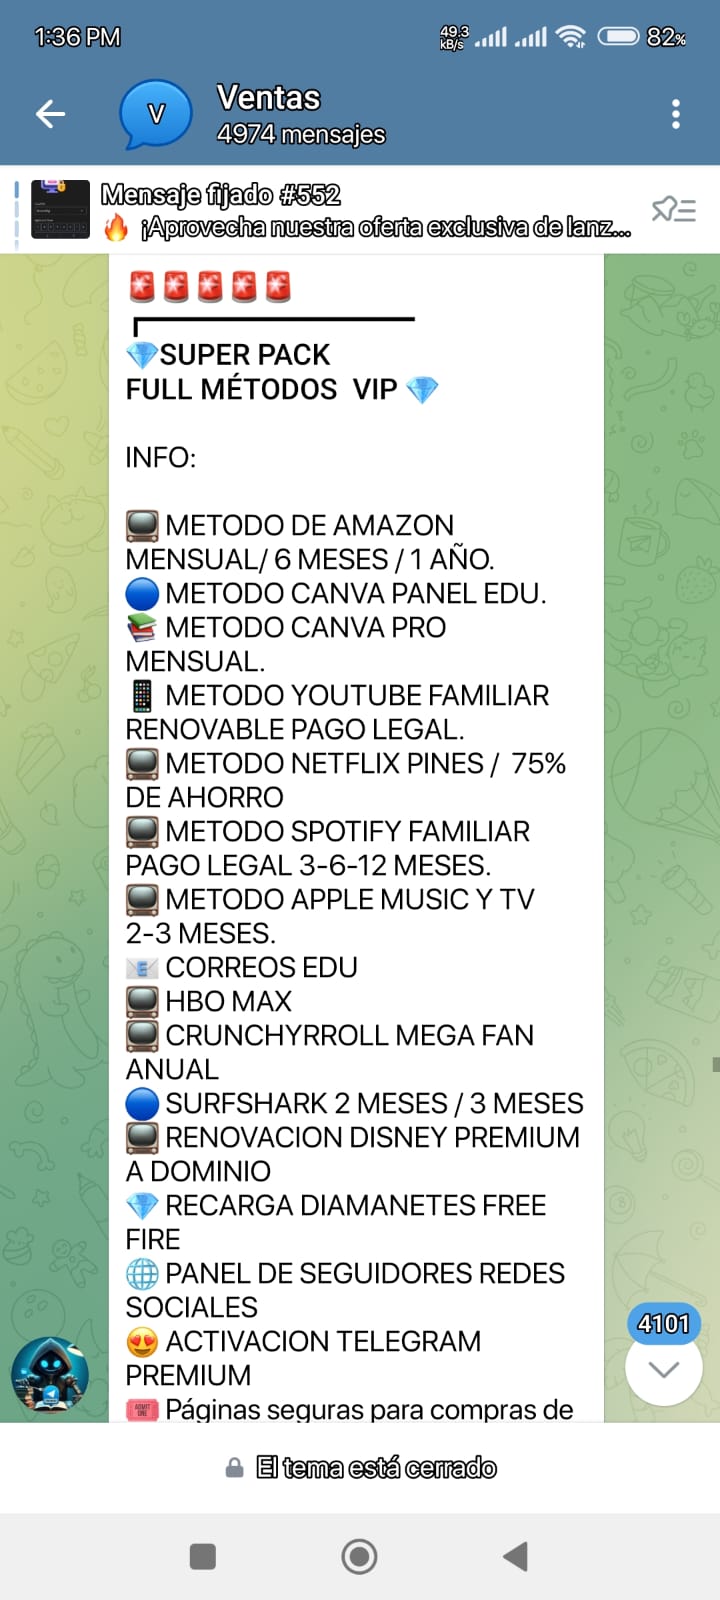 1:36 PM
49.3
kB/s
82%
V
Ventas
4974 mensajes
Mensaje fijado #552
🔥 ¡Aprovecha nuestra oferta exclusiva de lanz...
🚨🚨🚨🚨🚨
💎SUPER PACK
FULL MÉTODOS VIP 💎
INFO:
📺 METODO DE AMAZON
MENSUAL/ 6 MESES / 1 AÑO.
🔵 METODO CANVA PANEL EDU.
📚 METODO CANVA PRO
MENSUAL.
📱 METODO YOUTUBE FAMILIAR
RENOVABLE PAGO LEGAL.
📺 METODO NETFLIX PINES / 75%
DE AHORRO
📺 METODO SPOTIFY FAMILIAR
PAGO LEGAL 3-6-12 MESES.
📺 METODO APPLE MUSIC Y TV
2-3 MESES.
📧 CORREOS EDU
📺 HBO MAX
📺 CRUNCHYRROLL MEGA FAN
ANUAL
🔵 SURFSHARK 2 MESES / 3 MESES
📺 RENOVACION DISNEY PREMIUM
A DOMINIO
💎 RECARGA DIAMANETES FREE
FIRE
🌐 PANEL DE SEGUIDORES REDES
SOCIALES
😍 ACTIVACION TELEGRAM
PREMIUM
🎟 Páginas seguras para compras de
4101
El tema está cerrado